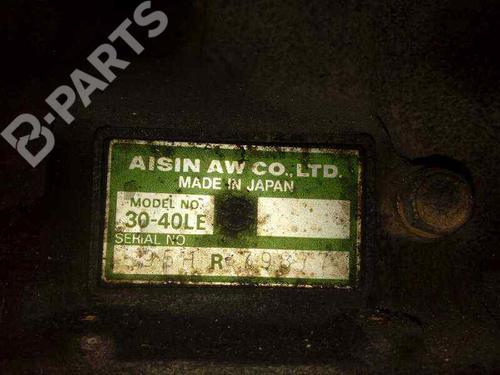 B-PARTS
AISIN AW CO., LTD.
MADE IN JAPAN
MODEL NO.
30-40LE
SERIAL NO.